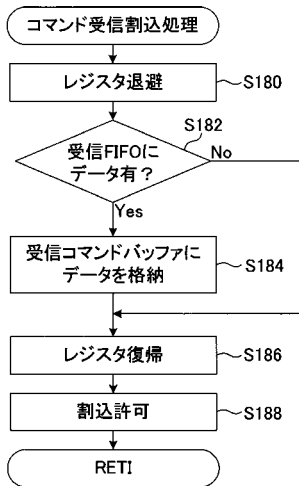 コマンド受信割込処理
レジスタ退避
S180
S182
受信FIFOに
データ有？
No
Yes
受信コマンドバッファに
データを格納
S184
レジスタ復帰
S186
割込許可
S188
RETI